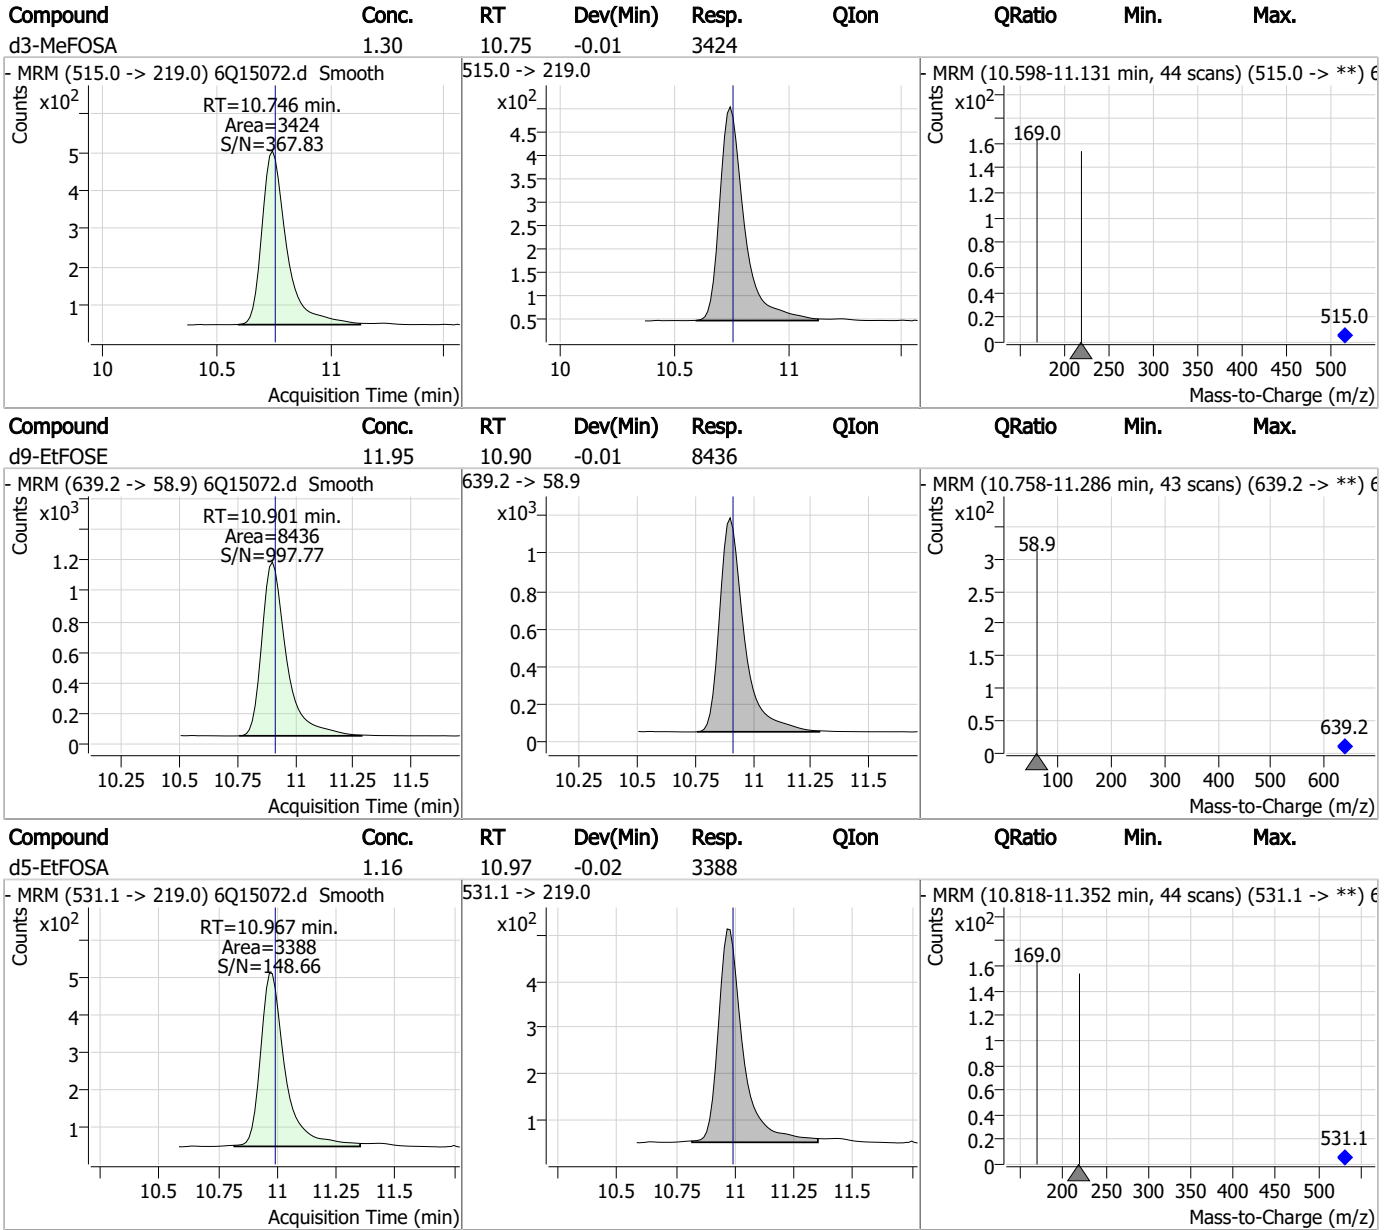 Compound Conc. RT Dev(Min) Resp. QIon QRatio Min. Max.
d3-MeFOSA 1.30 10.75 -0.01 3424
- MRM (515.0 -> 219.0) 6Q15072.d Smooth
Counts
x10²
RT=10.746 min.
Area=3424
S/N=367.83
5
4
3
2
1
10 10.5 11
Acquisition Time (min)
515.0 -> 219.0
x10²
4.5
4
3.5
3
2.5
2
1.5
1
0.5
10 10.5 11
- MRM (10.598-11.131 min, 44 scans) (515.0 -> **) 6
Counts
x10²
169.0
1.6
1.4
1.2
1
0.8
0.6
0.4
0.2
0
515.0
200 250 300 350 400 450 500
Mass-to-Charge (m/z)
Compound Conc. RT Dev(Min) Resp. QIon QRatio Min. Max.
d9-EtFOSE 11.95 10.90 -0.01 8436
- MRM (639.2 -> 58.9) 6Q15072.d Smooth
Counts
x10³
RT=10.901 min.
Area=8436
S/N=997.77
1.2
1
0.8
0.6
0.4
0.2
0
10.25 10.5 10.75 11 11.25 11.5
Acquisition Time (min)
639.2 -> 58.9
x10³
1
0.8
0.6
0.4
0.2
0
10.25 10.5 10.75 11 11.25 11.5
- MRM (10.758-11.286 min, 43 scans) (639.2 -> **) 6
Counts
x10²
58.9
3
2.5
2
1.5
1
0.5
0
639.2
100 200 300 400 500 600
Mass-to-Charge (m/z)
Compound Conc. RT Dev(Min) Resp. QIon QRatio Min. Max.
d5-EtFOSA 1.16 10.97 -0.02 3388
- MRM (531.1 -> 219.0) 6Q15072.d Smooth
Counts
x10²
RT=10.967 min.
Area=3388
S/N=148.66
5
4
3
2
1
10.5 10.75 11 11.25 11.5
Acquisition Time (min)
531.1 -> 219.0
x10²
4
3
2
1
10.5 10.75 11 11.25 11.5
- MRM (10.818-11.352 min, 44 scans) (531.1 -> **) 6
Counts
x10²
169.0
1.6
1.4
1.2
1
0.8
0.6
0.4
0.2
0
531.1
200 250 300 350 400 450 500
Mass-to-Charge (m/z)